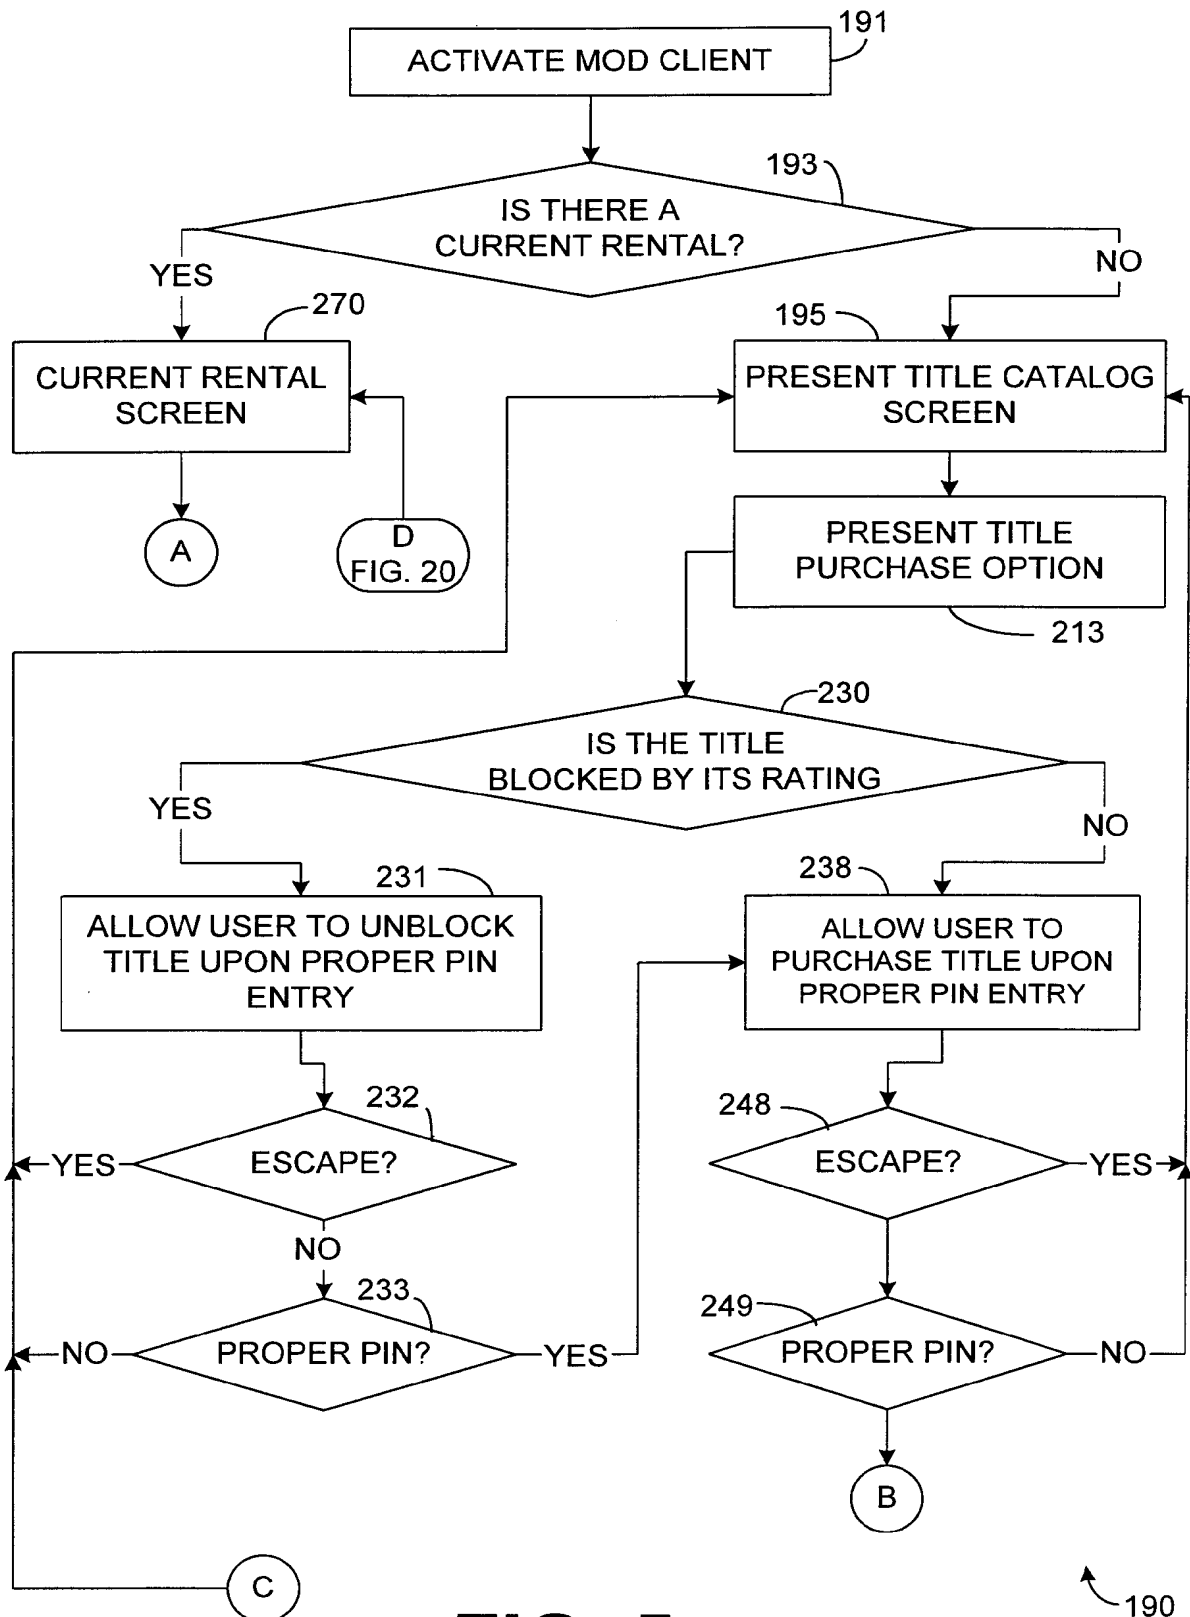 191
ACTIVATE MOD CLIENT
193
IS THERE A
CURRENT RENTAL?
YES
NO
270
195
CURRENT RENTAL
SCREEN
PRESENT TITLE CATALOG
SCREEN
A
D
FIG. 20
PRESENT TITLE
PURCHASE OPTION
213
230
IS THE TITLE
BLOCKED BY ITS RATING
YES
NO
231
238
ALLOW USER TO UNBLOCK
TITLE UPON PROPER PIN
ENTRY
ALLOW USER TO
PURCHASE TITLE UPON
PROPER PIN ENTRY
232
248
YES
ESCAPE?
ESCAPE?
YES
NO
233
249
NO
PROPER PIN?
YES
PROPER PIN?
NO
B
C
190